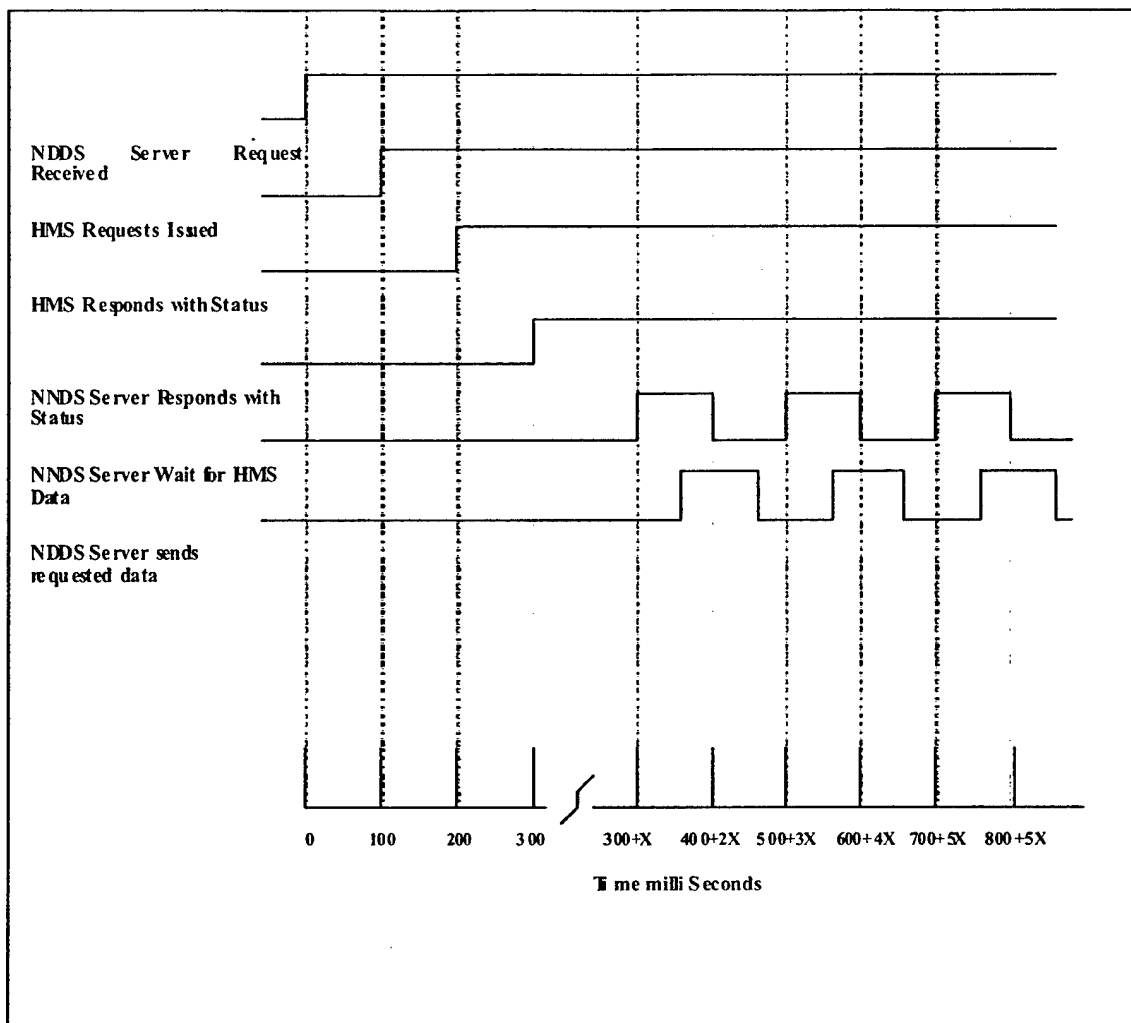 NDDS Server Request
Received
HMS Requests Issued
HMS Responds with Status
NNDS Server Responds with
Status
NNDS Server Wait for HMS
Data
NDDS Server sends
requested data
0 100 200 300 300+X 400+2X 500+3X 600+4X 700+5X 800+5X
Time milli Seconds